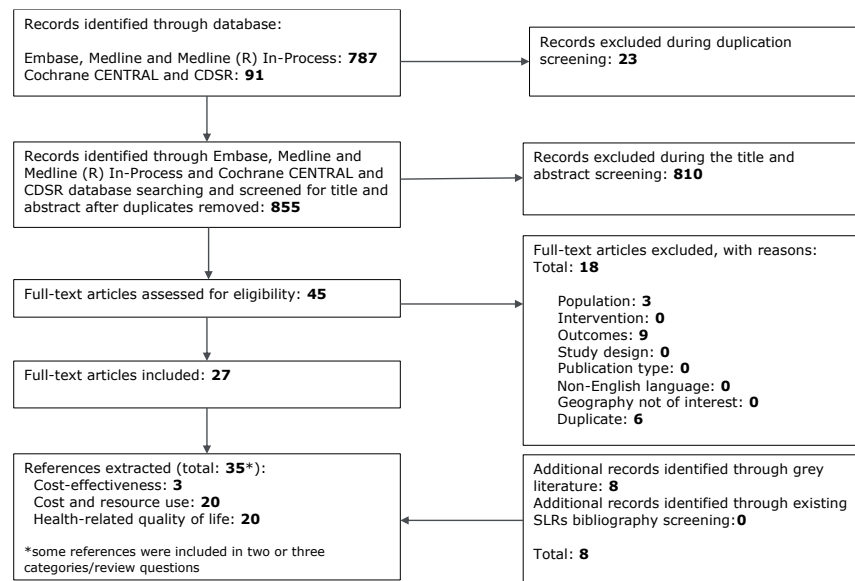 Records identified through database:
Embase, Medline and Medline (R) In-Process: 787
Cochrane CENTRAL and CDSR: 91
Records excluded during duplication
screening: 23
Records identified through Embase, Medline and
Medline (R) In-Process and Cochrane CENTRAL and
CDSR database searching and screened for title and
abstract after duplicates removed: 855
Records excluded during the title and
abstract screening: 810
Full-text articles assessed for eligibility: 45
Full-text articles excluded, with reasons:
Total: 18
Population: 3
Intervention: 0
Outcomes: 9
Study design: 0
Publication type: 0
Non-English language: 0
Geography not of interest: 0
Duplicate: 6
Full-text articles included: 27
References extracted (total: 35*):
Cost-effectiveness: 3
Cost and resource use: 20
Health-related quality of life: 20
*some references were included in two or three
categories/review questions
Additional records identified through grey
literature: 8
Additional records identified through existing
SLRs bibliography screening:0
Total: 8